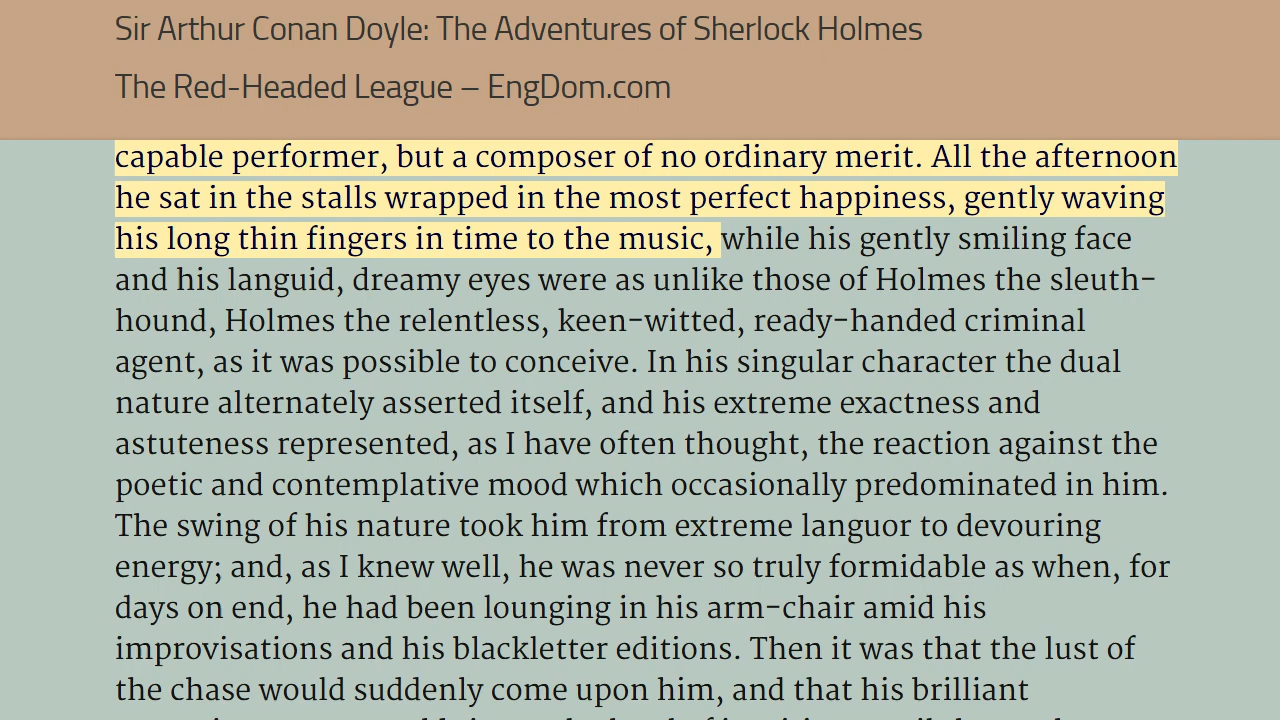 Sir Arthur Conan Doyle: The Adventures of Sherlock Holmes
The Red-Headed League – EngDom.com
capable performer, but a composer of no ordinary merit. All the afternoon
he sat in the stalls wrapped in the most perfect happiness, gently waving
his long thin fingers in time to the music, while his gently smiling face
and his languid, dreamy eyes were as unlike those of Holmes the sleuth-
hound, Holmes the relentless, keen-witted, ready-handed criminal
agent, as it was possible to conceive. In his singular character the dual
nature alternately asserted itself, and his extreme exactness and
astuteness represented, as I have often thought, the reaction against the
poetic and contemplative mood which occasionally predominated in him.
The swing of his nature took him from extreme languor to devouring
energy; and, as I knew well, he was never so truly formidable as when, for
days on end, he had been lounging in his arm-chair amid his
improvisations and his blackletter editions. Then it was that the lust of
the chase would suddenly come upon him, and that his brilliant